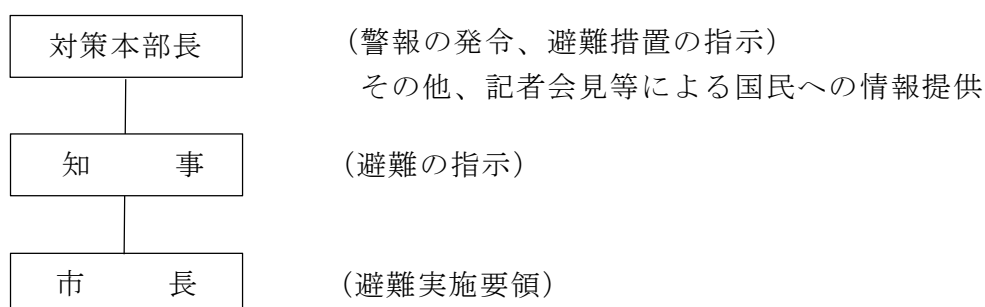 対策本部長 （警報の発令、避難措置の指示）
その他、記者会見等による国民への情報提供
知　　事 （避難の指示）
市　　長 （避難実施要領）